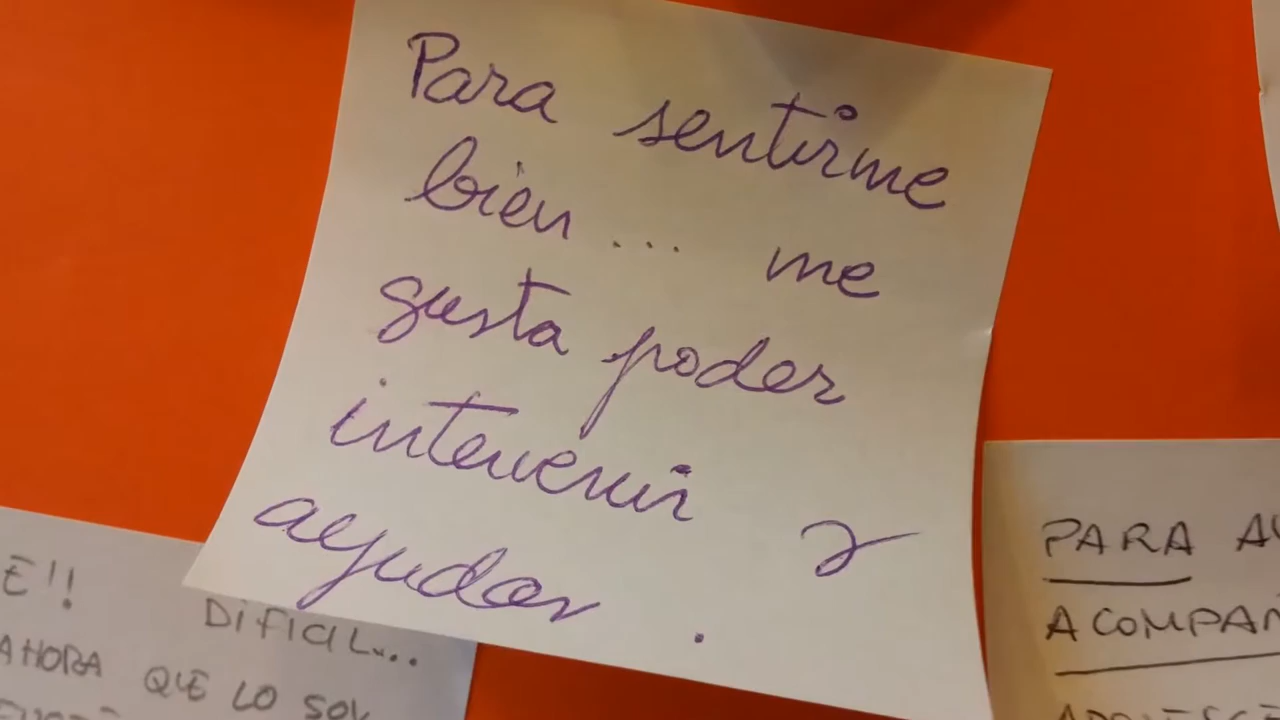 Para sentirme
bien... me
gusta poder
intervenir y
ayudar.
E!!
DIFICIL...
AHORA QUE LO SOY
PARA
ACOMPAÑ